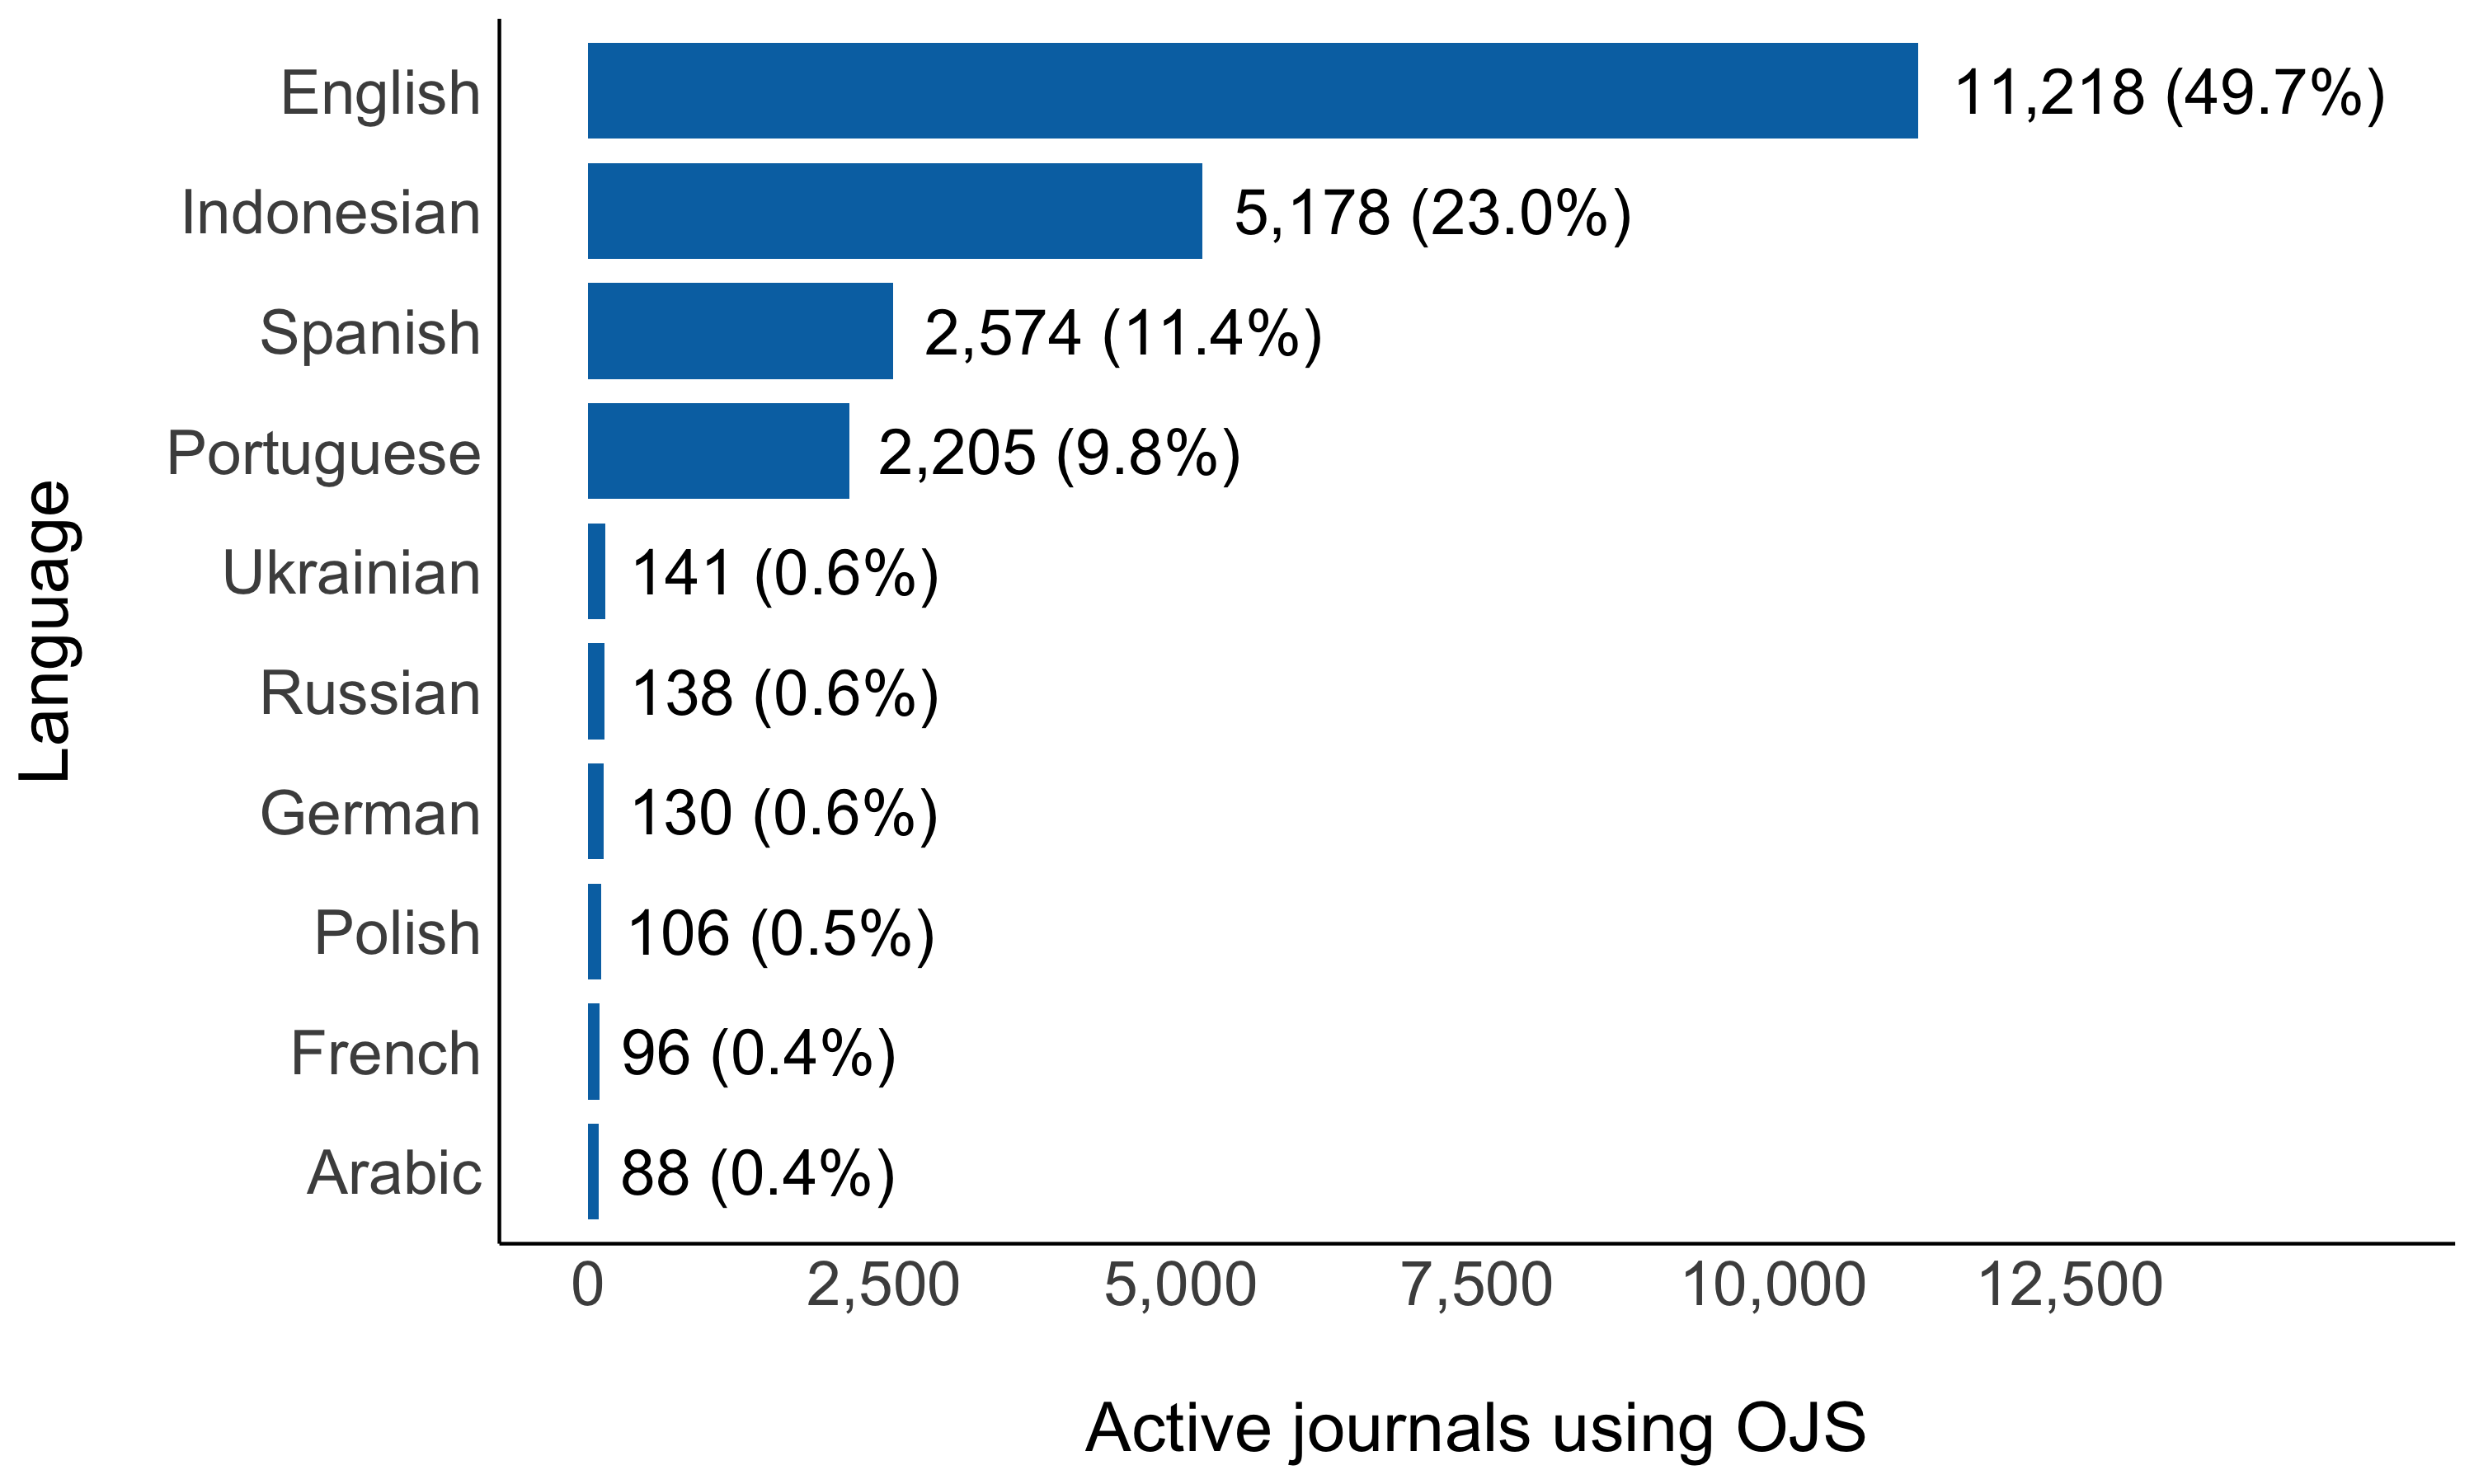 English 11,218 (49.7%)
Indonesian 5,178 (23.0%)
Spanish 2,574 (11.4%)
Portuguese 2,205 (9.8%)
Ukrainian 141 (0.6%)
Russian 138 (0.6%)
German 130 (0.6%)
Polish 106 (0.5%)
French 96 (0.4%)
Arabic 88 (0.4%)
Language
0 2,500 5,000 7,500 10,000 12,500
Active journals using OJS